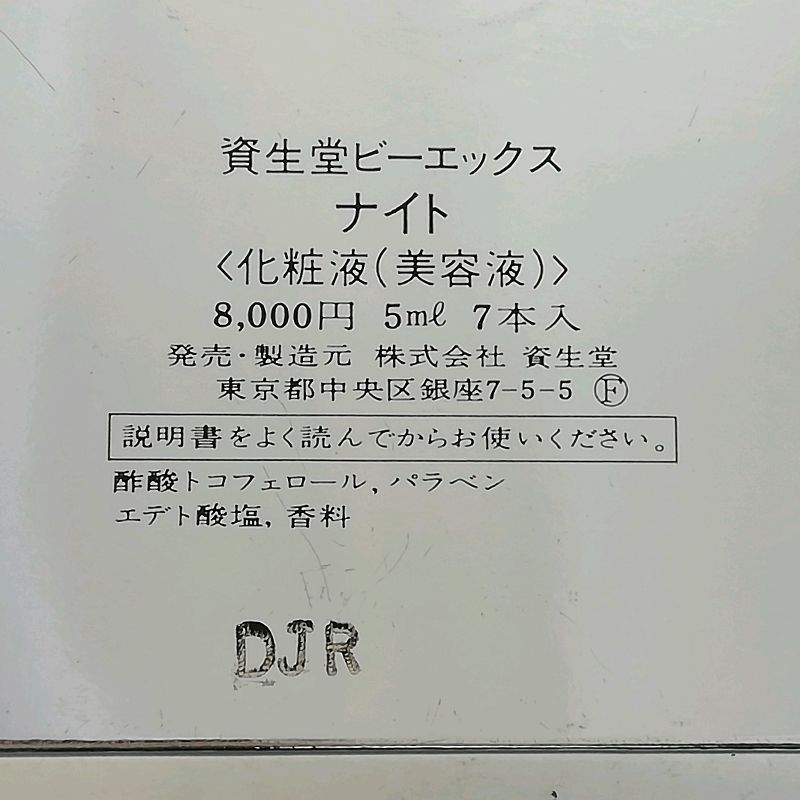 資生堂ビーエックス
ナイト
〈化粧液(美容液)〉
8,000円 5mℓ 7本入
発売・製造元 株式会社 資生堂
東京都中央区銀座7-5-5 Ⓕ
説明書をよく読んでからお使いください。
酢酸トコフェロール, パラベン
エデト酸塩, 香料
DJR